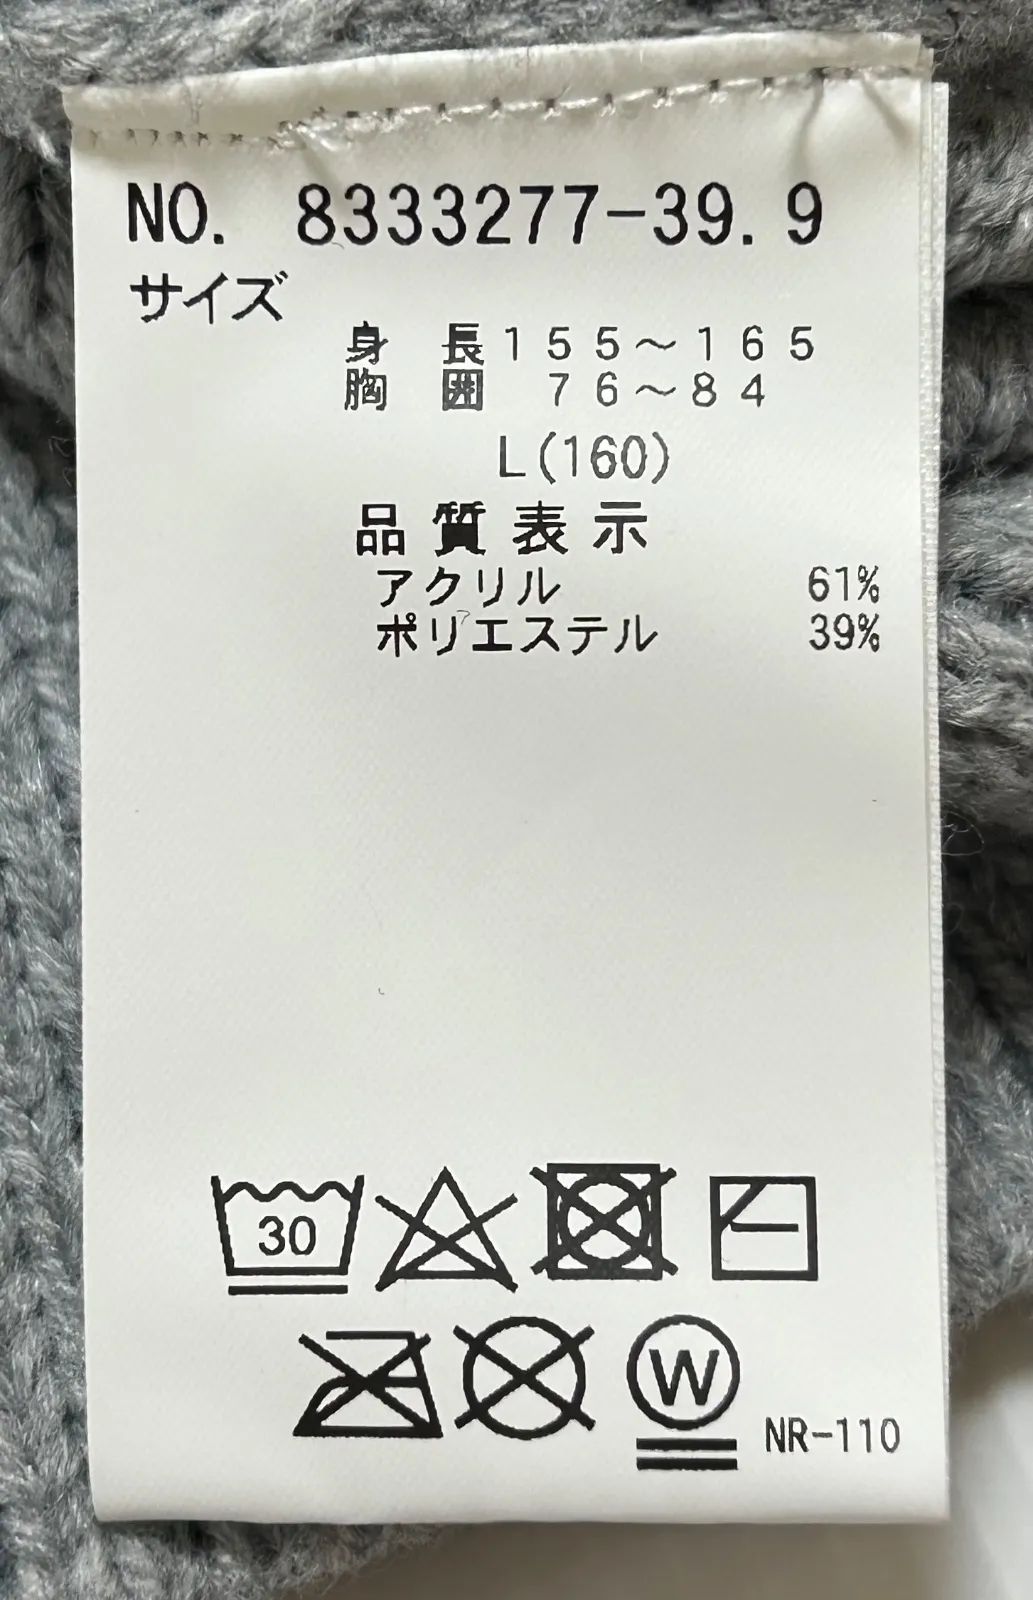 NO. 8333277-39.9
サイズ
身 長155〜165
胸 囲 76〜84
L(160)
品質表示
アクリル 61%
ポリエステル 39%
30
W
NR-110